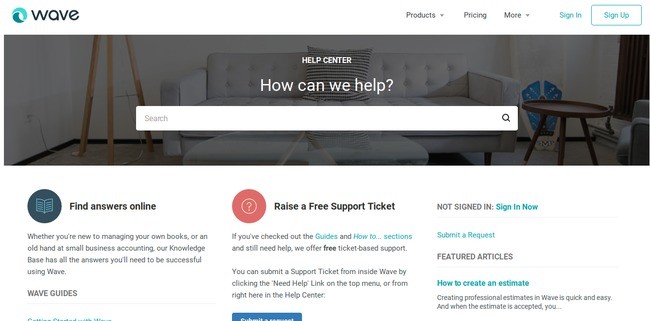 wave
Products
Pricing
More
Sign In
Sign Up
HELP CENTER
How can we help?
Search
Find answers online
Whether you're new to managing your own books, or an
old hand at small business accounting, our Knowledge
Base has all the answers you'll need to be successful
using Wave.
WAVE GUIDES
Getting Started with Wave
Raise a Free Support Ticket
If you've checked out the Guides and How to... sections
and still need help, we offer free ticket-based support.
You can submit a Support Ticket from inside Wave by
clicking the 'Need Help' Link on the top menu, or from
right here in the Help Center:
Submit a request
NOT SIGNED IN: Sign In Now
Submit a Request
FEATURED ARTICLES
How to create an estimate
Creating professional estimates in Wave is quick and easy.
And when the estimate is accepted, you...